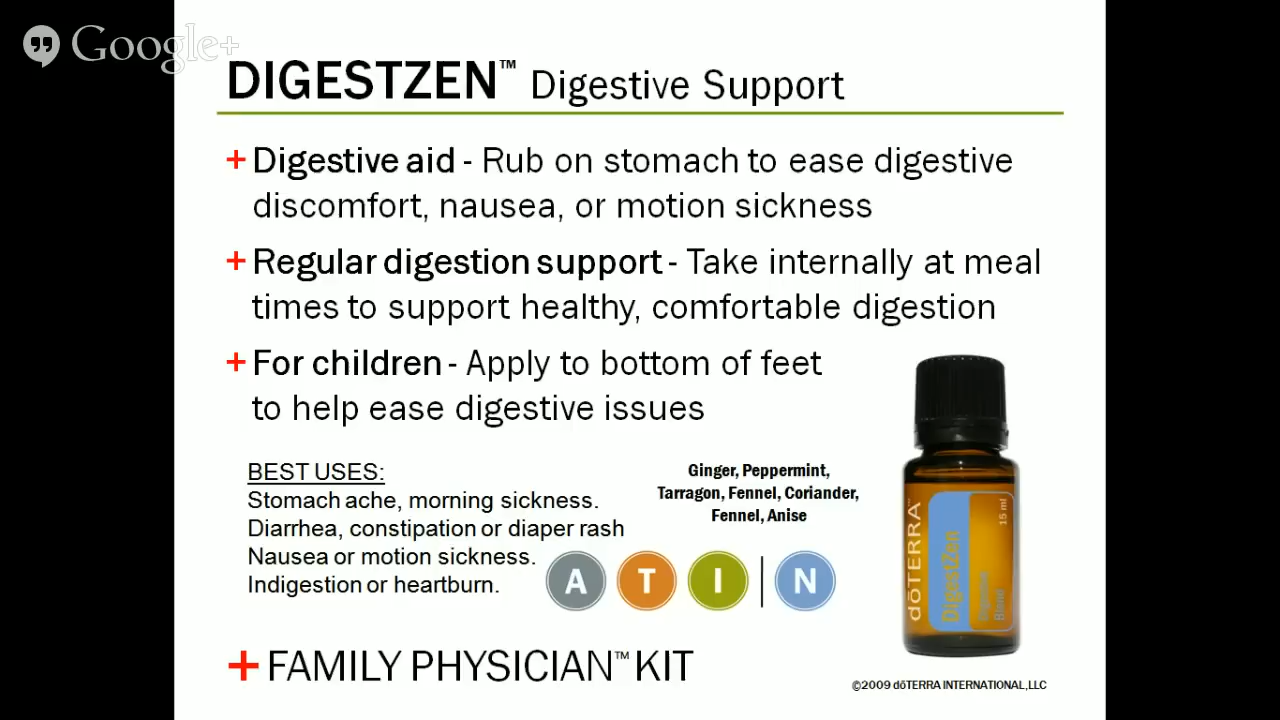 Google+
DIGESTZEN™ Digestive Support
+ Digestive aid - Rub on stomach to ease digestive
discomfort, nausea, or motion sickness
+ Regular digestion support - Take internally at meal
times to support healthy, comfortable digestion
+ For children - Apply to bottom of feet
to help ease digestive issues
BEST USES:
Stomach ache, morning sickness.
Diarrhea, constipation or diaper rash
Nausea or motion sickness.
Indigestion or heartburn.
Ginger, Peppermint,
Tarragon, Fennel, Coriander,
Fennel, Anise
A T I | N
dōTERRA™
DigestZen
Digestive
Blend
15 ml
+ FAMILY PHYSICIAN™ KIT
©2009 dōTERRA INTERNATIONAL,LLC